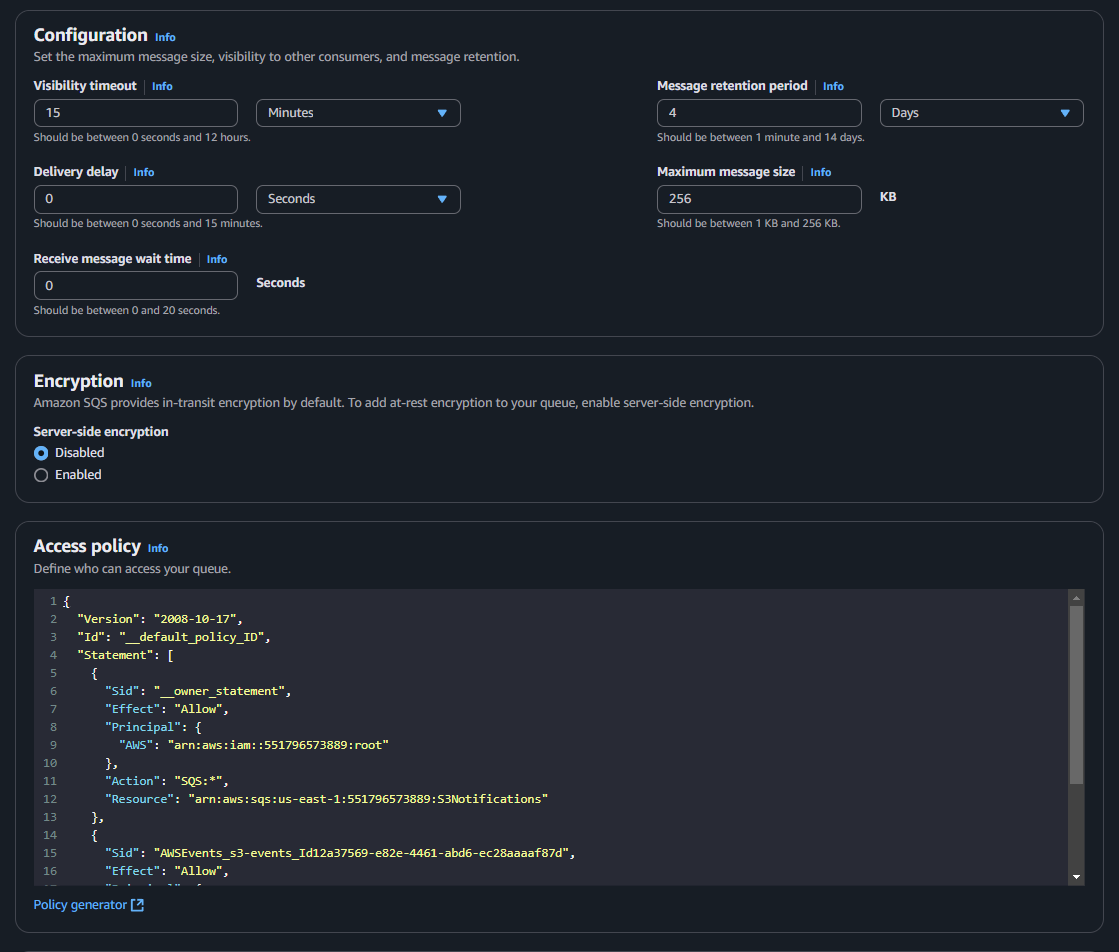 Configuration Info
Set the maximum message size, visibility to other consumers, and message retention.
Visibility timeout Info
15 Minutes
Should be between 0 seconds and 12 hours.
Message retention period Info
4 Days
Should be between 1 minute and 14 days.
Delivery delay Info
0 Seconds
Should be between 0 seconds and 15 minutes.
Maximum message size Info
256 KB
Should be between 1 KB and 256 KB.
Receive message wait time Info
0 Seconds
Should be between 0 and 20 seconds.
Encryption Info
Amazon SQS provides in-transit encryption by default. To add at-rest encryption to your queue, enable server-side encryption.
Server-side encryption
Disabled
Enabled
Access policy Info
Define who can access your queue.
1 {
2 "Version": "2008-10-17",
3 "Id": "__default_policy_ID",
4 "Statement": [
5 {
6 "Sid": "__owner_statement",
7 "Effect": "Allow",
8 "Principal": {
9 "AWS": "arn:aws:iam::551796573889:root"
10 },
11 "Action": "SQS:*",
12 "Resource": "arn:aws:sqs:us-east-1:551796573889:S3Notifications"
13 },
14 {
15 "Sid": "AWSEvents_s3-events_Id12a37569-e82e-4461-abd6-ec28aaaaf87d",
16 "Effect": "Allow",
Policy generator